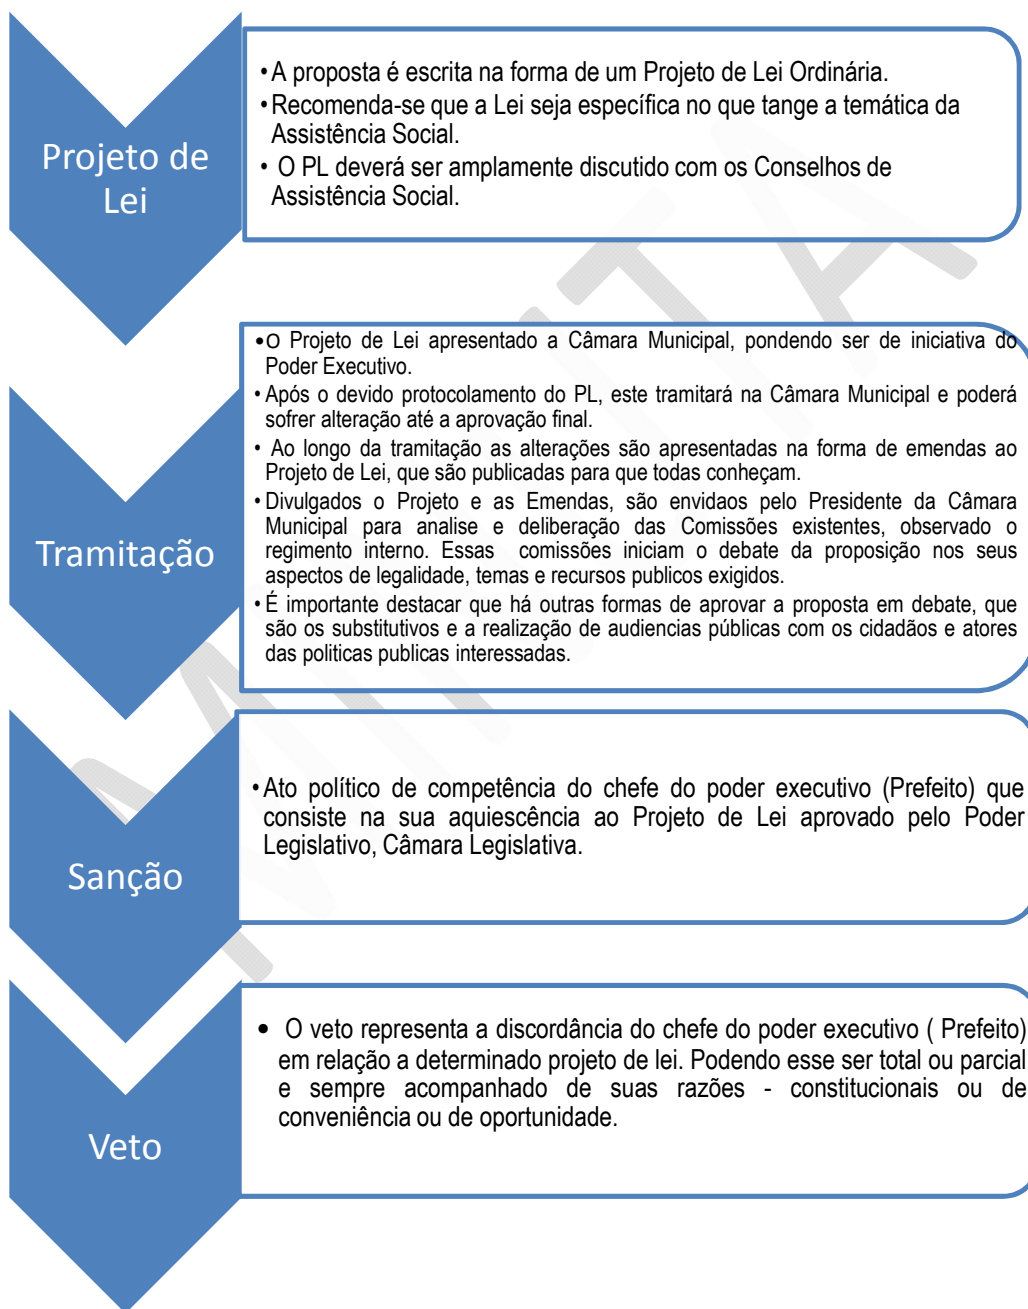 Projeto de
Lei
•A proposta é escrita na forma de um Projeto de Lei Ordinária.
•Recomenda-se que a Lei seja específica no que tange a temática da
Assistência Social.
• O PL deverá ser amplamente discutido com os Conselhos de
Assistência Social.
Tramitação
•O Projeto de Lei apresentado a Câmara Municipal, pondendo ser de iniciativa do
Poder Executivo.
•Após o devido protocolamento do PL, este tramitará na Câmara Municipal e poderá
sofrer alteração até a aprovação final.
• Ao longo da tramitação as alterações são apresentadas na forma de emendas ao
Projeto de Lei, que são publicadas para que todas conheçam.
•Divulgados o Projeto e as Emendas, são envidaos pelo Presidente da Câmara
Municipal para analise e deliberação das Comissões existentes, observado o
regimento interno. Essas comissões iniciam o debate da proposição nos seus
aspectos de legalidade, temas e recursos publicos exigidos.
•É importante destacar que há outras formas de aprovar a proposta em debate, que
são os substitutivos e a realização de audiencias públicas com os cidadãos e atores
das politicas publicas interessadas.
Sanção
•Ato político de competência do chefe do poder executivo (Prefeito) que
consiste na sua aquiescência ao Projeto de Lei aprovado pelo Poder
Legislativo, Câmara Legislativa.
Veto
• O veto representa a discordância do chefe do poder executivo ( Prefeito)
em relação a determinado projeto de lei. Podendo esse ser total ou parcial
e sempre acompanhado de suas razões - constitucionais ou de
conveniência ou de oportunidade.
MINUTA